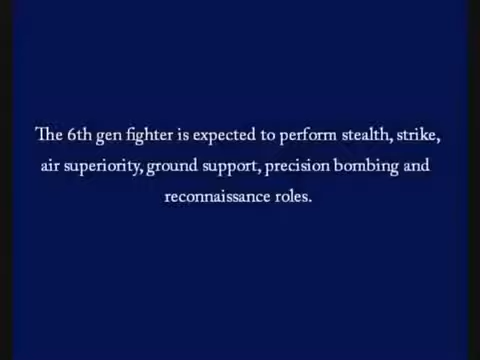 The 6th gen fighter is expected to perform stealth, strike,
air superiority, ground support, precision bombing and
reconnaissance roles.